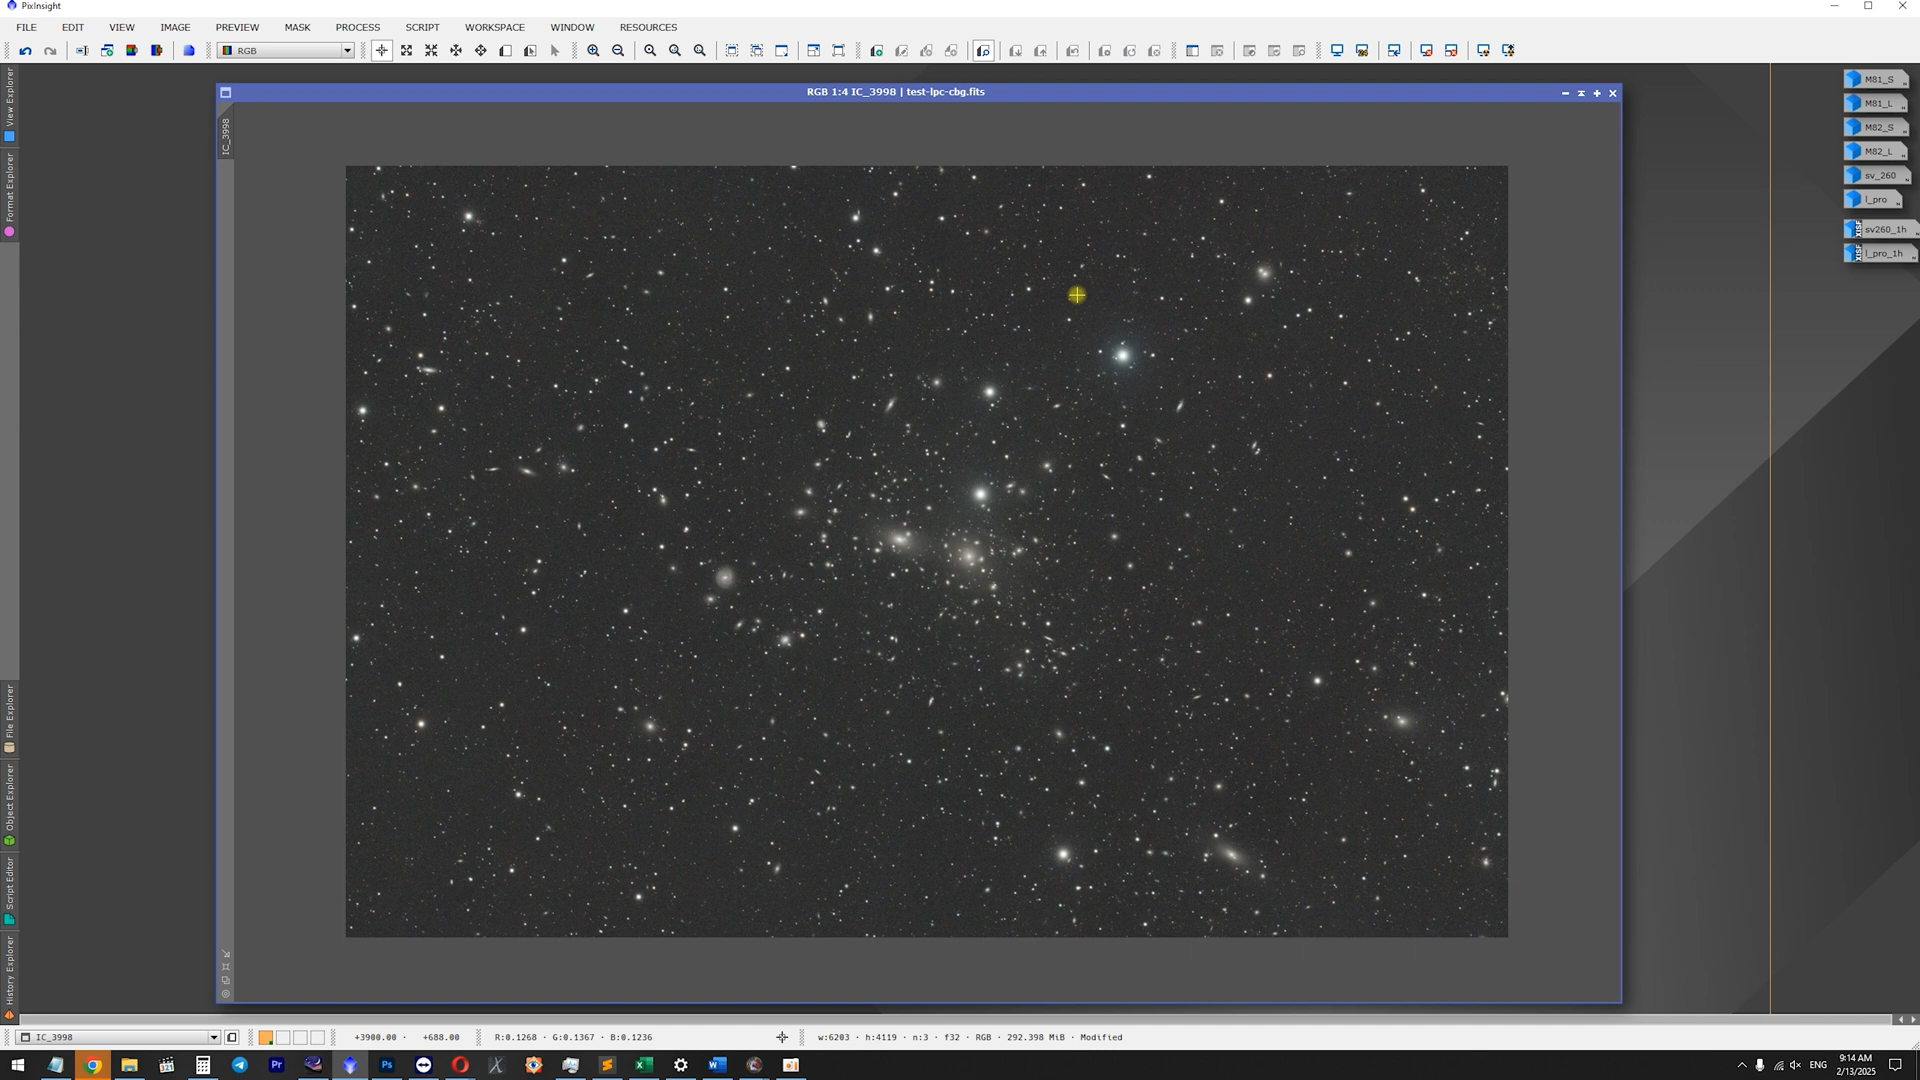 PixInsight
FILE EDIT VIEW IMAGE PREVIEW MASK PROCESS SCRIPT WORKSPACE WINDOW RESOURCES
RGB
RGB 1:4 IC_3998 | test-lpc-cbg.fits
IC_3998
View Explorer
Format Explorer
File Explorer
Object Explorer
Script Editor
History Explorer
M81_S
M81_L
M82_S
M82_L
sv_260
l_pro
sv260_1h
l_pro_1h
IC_3998
+3900.00 · +688.00
R:0.1268 · G:0.1367 · B:0.1236
w:6203 · h:4119 · n:3 · f32 · RGB · 292.398 MiB · Modified
ENG
9:14 AM
2/13/2025